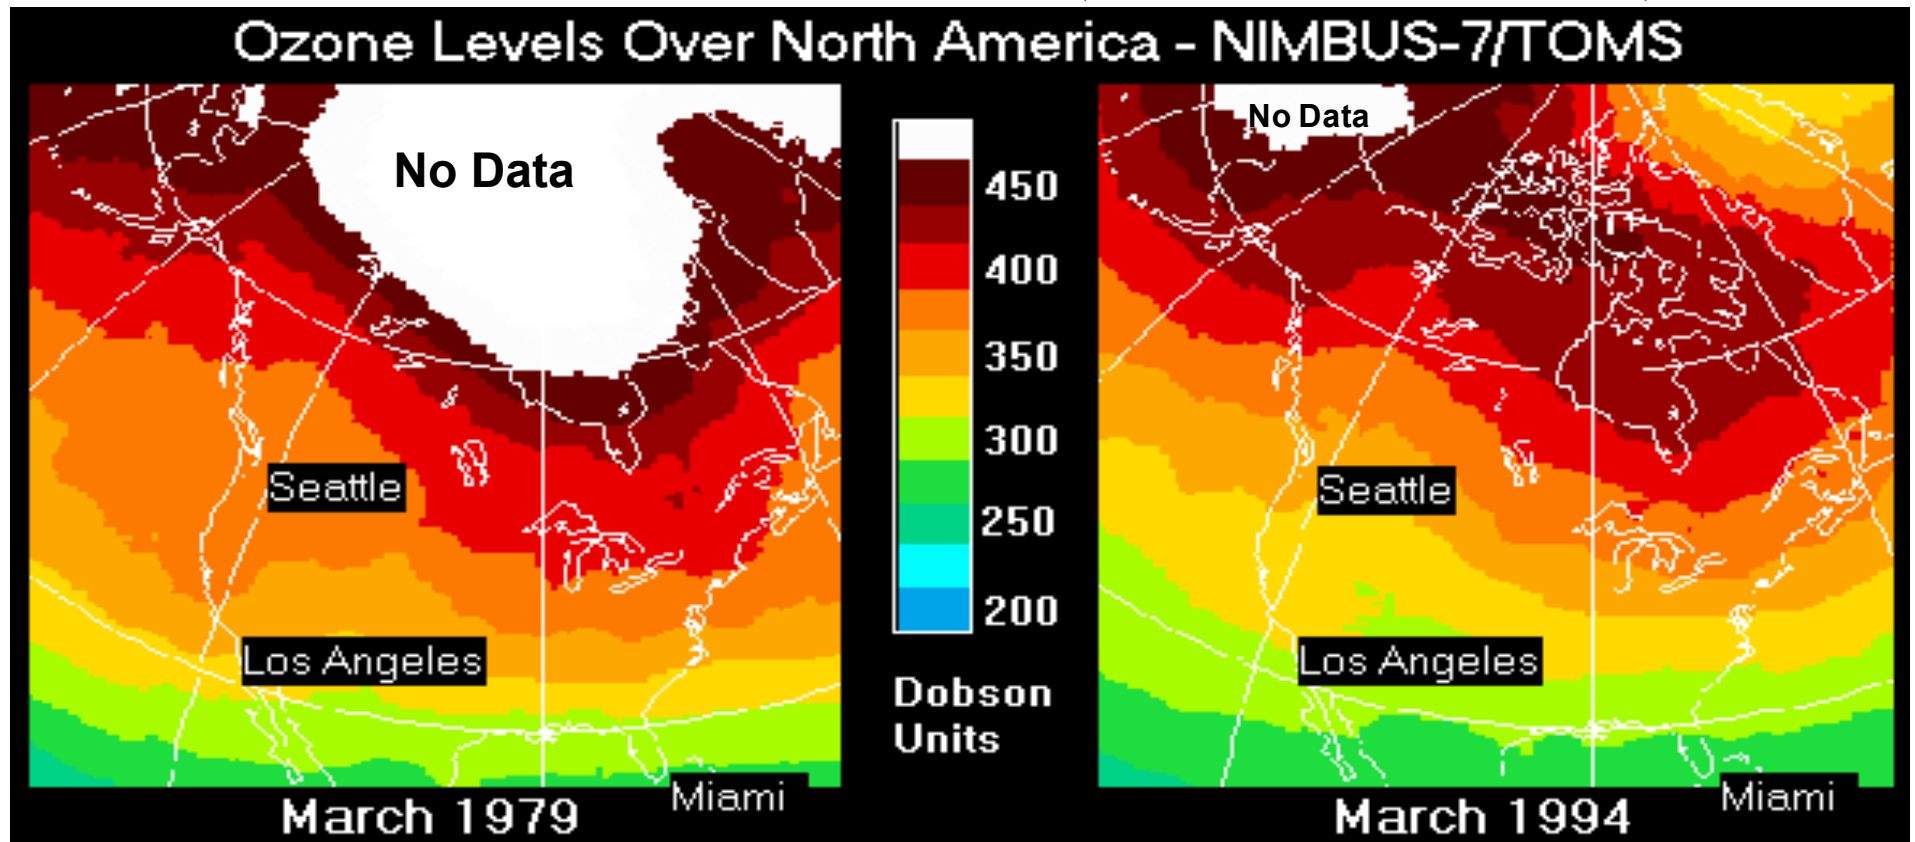 Ozone Levels Over North America - NIMBUS-7/TOMS
No Data
Seattle
Los Angeles
Miami
March 1979
450
400
350
300
250
200
Dobson
Units
No Data
Seattle
Los Angeles
Miami
March 1994